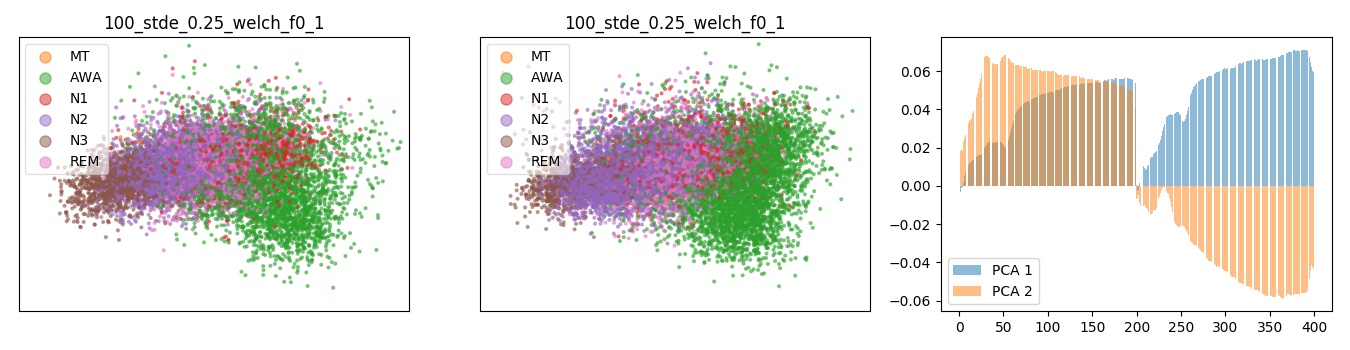 100_stde_0.25_welch_f0_1
MT
AWA
N1
N2
N3
REM
100_stde_0.25_welch_f0_1
MT
AWA
N1
N2
N3
REM
0.06
0.04
0.02
0.00
−0.02
−0.04
−0.06
PCA 1
PCA 2
0 50 100 150 200 250 300 350 400